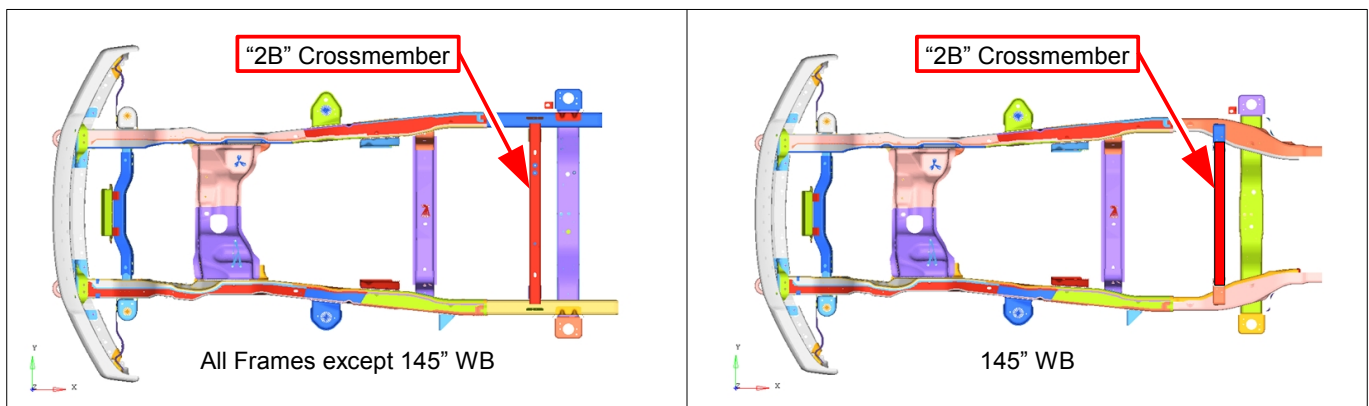 “2B” Crossmember
All Frames except 145” WB
Y
Z
X
“2B” Crossmember
145” WB
Y
Z
X